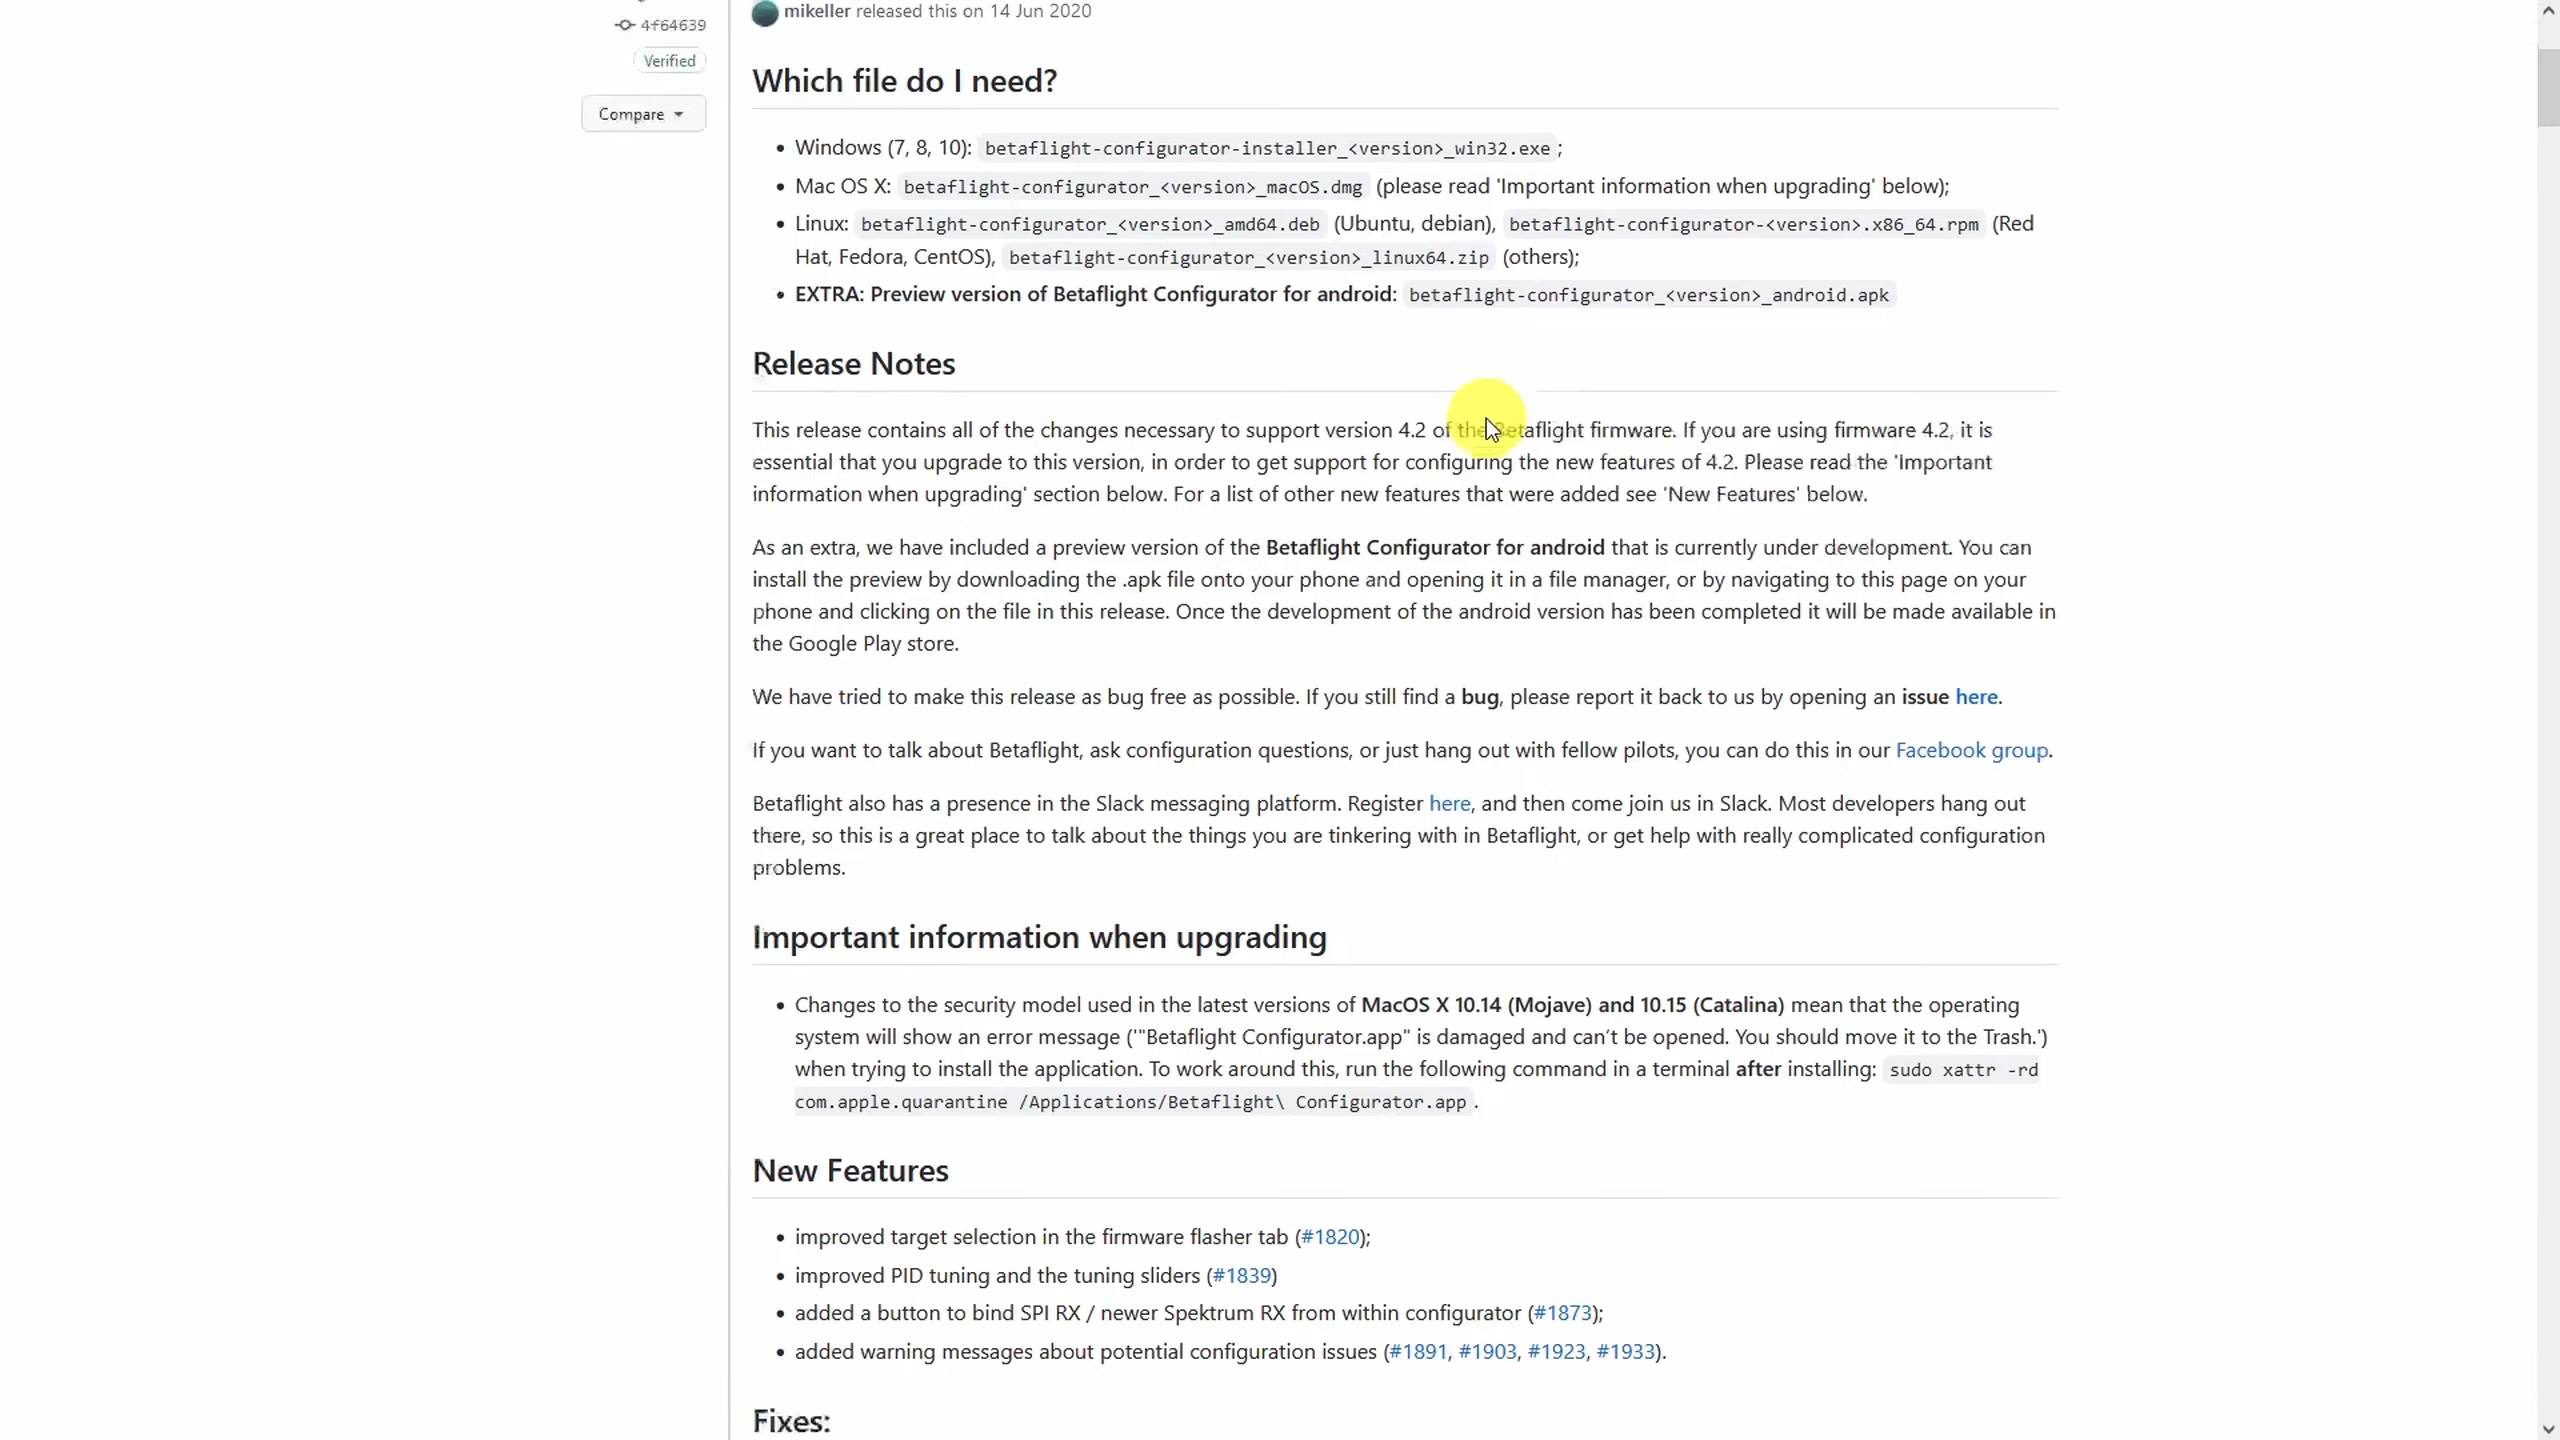 4f64639
Verified
Compare
mikeller released this on 14 Jun 2020
Which file do I need?
• Windows (7, 8, 10): betaflight-configurator-installer_<version>_win32.exe;
• Mac OS X: betaflight-configurator_<version>_macOS.dmg (please read 'Important information when upgrading' below);
• Linux: betaflight-configurator_<version>_amd64.deb (Ubuntu, debian), betaflight-configurator-<version>.x86_64.rpm (Red
Hat, Fedora, CentOS), betaflight-configurator_<version>_linux64.zip (others);
• EXTRA: Preview version of Betaflight Configurator for android: betaflight-configurator_<version>_android.apk
Release Notes
This release contains all of the changes necessary to support version 4.2 of the Betaflight firmware. If you are using firmware 4.2, it is
essential that you upgrade to this version, in order to get support for configuring the new features of 4.2. Please read the 'Important
information when upgrading' section below. For a list of other new features that were added see 'New Features' below.
As an extra, we have included a preview version of the Betaflight Configurator for android that is currently under development. You can
install the preview by downloading the .apk file onto your phone and opening it in a file manager, or by navigating to this page on your
phone and clicking on the file in this release. Once the development of the android version has been completed it will be made available in
the Google Play store.
We have tried to make this release as bug free as possible. If you still find a bug, please report it back to us by opening an issue here.
If you want to talk about Betaflight, ask configuration questions, or just hang out with fellow pilots, you can do this in our Facebook group.
Betaflight also has a presence in the Slack messaging platform. Register here, and then come join us in Slack. Most developers hang out
there, so this is a great place to talk about the things you are tinkering with in Betaflight, or get help with really complicated configuration
problems.
Important information when upgrading
• Changes to the security model used in the latest versions of MacOS X 10.14 (Mojave) and 10.15 (Catalina) mean that the operating
system will show an error message ('"Betaflight Configurator.app" is damaged and can’t be opened. You should move it to the Trash.')
when trying to install the application. To work around this, run the following command in a terminal after installing: sudo xattr -rd
com.apple.quarantine /Applications/Betaflight\ Configurator.app.
New Features
• improved target selection in the firmware flasher tab (#1820);
• improved PID tuning and the tuning sliders (#1839)
• added a button to bind SPI RX / newer Spektrum RX from within configurator (#1873);
• added warning messages about potential configuration issues (#1891, #1903, #1923, #1933).
Fixes: